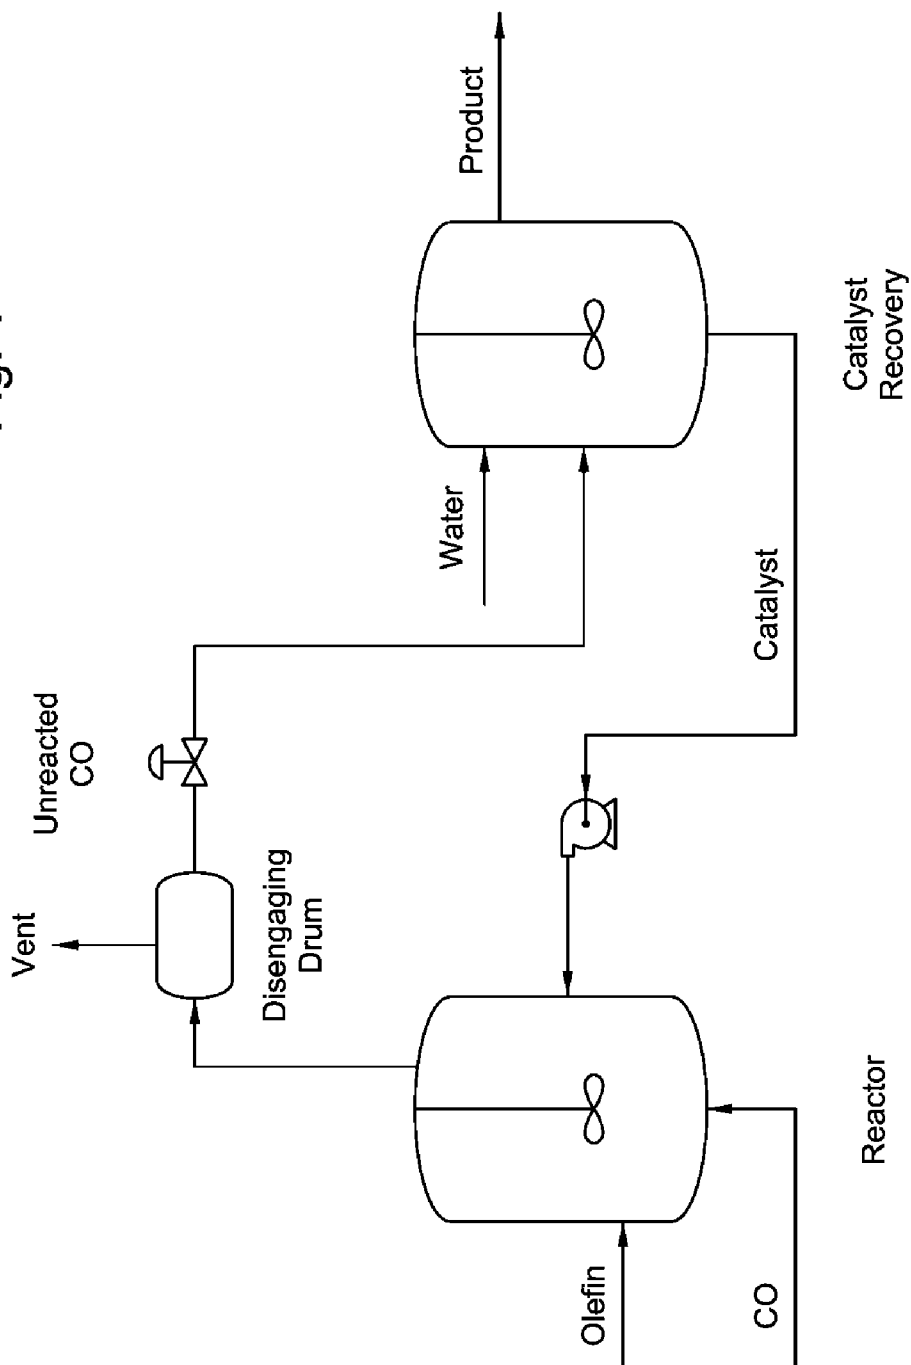 Vent
Unreacted
CO
Disengaging
Drum
Product
Water
Olefin
CO
Catalyst
Reactor
Catalyst
Recovery